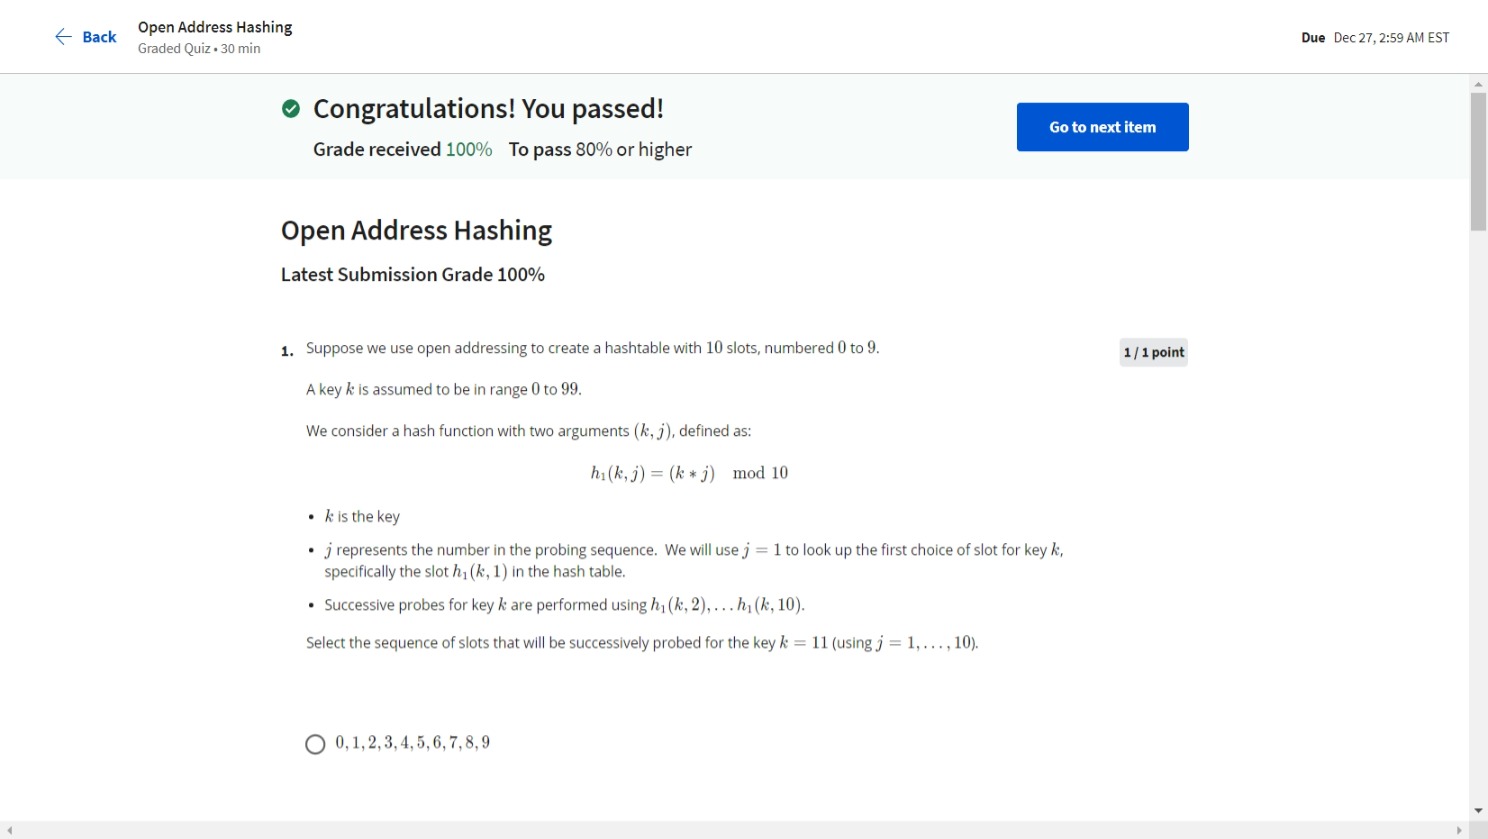 Back
Open Address Hashing
Graded Quiz • 30 min
Due Dec 27, 2:59 AM EST
Congratulations! You passed!
Grade received 100% To pass 80% or higher
Go to next item
Open Address Hashing
Latest Submission Grade 100%
1. Suppose we use open addressing to create a hashtable with 10 slots, numbered 0 to 9.
1 / 1 point
A key k is assumed to be in range 0 to 99.
We consider a hash function with two arguments (k, j), defined as:
h₁(k, j) = (k ∗ j) mod 10
• k is the key
• j represents the number in the probing sequence. We will use j = 1 to look up the first choice of slot for key k,
specifically the slot h₁(k, 1) in the hash table.
• Successive probes for key k are performed using h₁(k, 2), . . . h₁(k, 10).
Select the sequence of slots that will be successively probed for the key k = 11 (using j = 1, . . . , 10).
0, 1, 2, 3, 4, 5, 6, 7, 8, 9